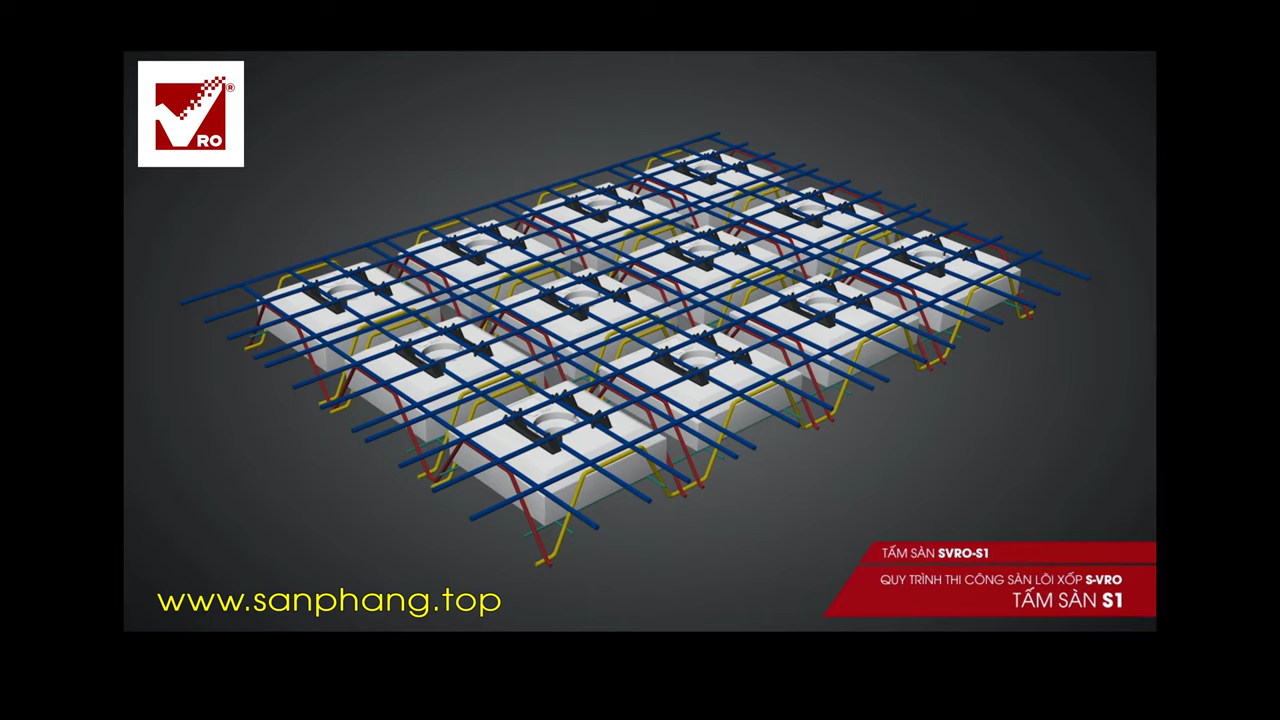 RO
®
TẤM SÀN SVRO-S1
QUY TRÌNH THI CÔNG SÀN LÕI XỐP S-VRO
TẤM SÀN S1
www.sanphang.top